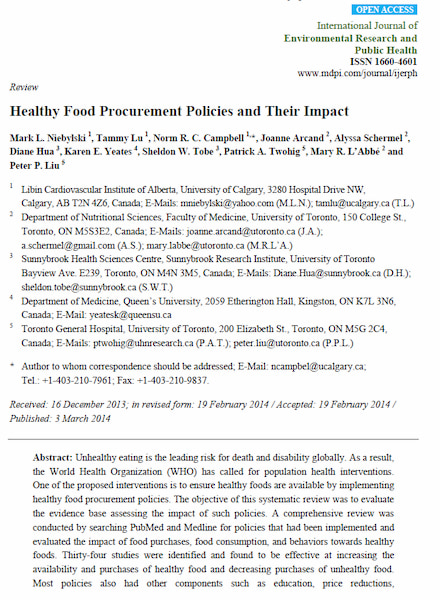 OPEN ACCESS
International Journal of
Environmental Research and
Public Health
ISSN 1660-4601
www.mdpi.com/journal/ijerph
Review
Healthy Food Procurement Policies and Their Impact
Mark L. Niebylski 1, Tammy Lu 1, Norm R. C. Campbell 1,*, Joanne Arcand 2, Alyssa Schermel 2,
Diane Hua 3, Karen E. Yeates 4, Sheldon W. Tobe 3, Patrick A. Twohig 5, Mary R. L'Abbé 2 and
Peter P. Liu 5
1 Libin Cardiovascular Institute of Alberta, University of Calgary, 3280 Hospital Drive NW,
Calgary, AB T2N 4Z6, Canada; E-Mails: mniebylski@yahoo (M.L.N.); tamlu@ucalgary.ca (T.L.)
2 Department of Nutritional Sciences, Faculty of Medicine, University of Toronto, 150 College St.,
Toronto, ON M5S3E2, Canada; E-Mails: joanne.arcand@utoronto.ca (J.A.);
a.schermel@gmail.com (A.S.); mary.labbe@utoronto.ca (M.R.L'A.)
3 Sunnybrook Health Sciences Centre, Sunnybrook Research Institute, University of Toronto
Bayview Ave. E239, Toronto, ON M4N 3M5, Canada; E-Mails: Diane.Hua@sunnybrook.ca (D.H.);
sheldon.tobe@sunnybrook.ca (S.W.T.)
4 Department of Medicine, Queen's University, 2059 Etherington Hall, Kingston, ON K7L 3N6,
Canada; E-Mail: yeatesk@queensu.ca
5 Toronto General Hospital, University of Toronto, 200 Elizabeth St., Toronto, ON M5G 2C4,
Canada; E-Mails: ptwohig@uhnresearch.ca (P.A.T.); peter.liu@utoronto.ca (P.P.L.)
* Author to whom correspondence should be addressed; E-Mail: ncampbel@ucalgary.ca;
Tel.: +1-403-210-7961; Fax: +1-403-210-9837.
Received: 16 December 2013; in revised form: 19 February 2014 / Accepted: 19 February 2014 /
Published: 3 March 2014
Abstract: Unhealthy eating is the leading risk for death and disability globally. As a result,
the World Health Organization (WHO) has called for population health interventions.
One of the proposed interventions is to ensure healthy foods are available by implementing
healthy food procurement policies. The objective of this systematic review was to evaluate
the evidence base assessing the impact of such policies. A comprehensive review was
conducted by searching PubMed and Medline for policies that had been implemented and
evaluated the impact of food purchases, food consumption, and behaviors towards healthy
foods. Thirty-four studies were identified and found to be effective at increasing the
availability and purchases of healthy food and decreasing purchases of unhealthy food.
Most policies also had other components such as education, price reductions,